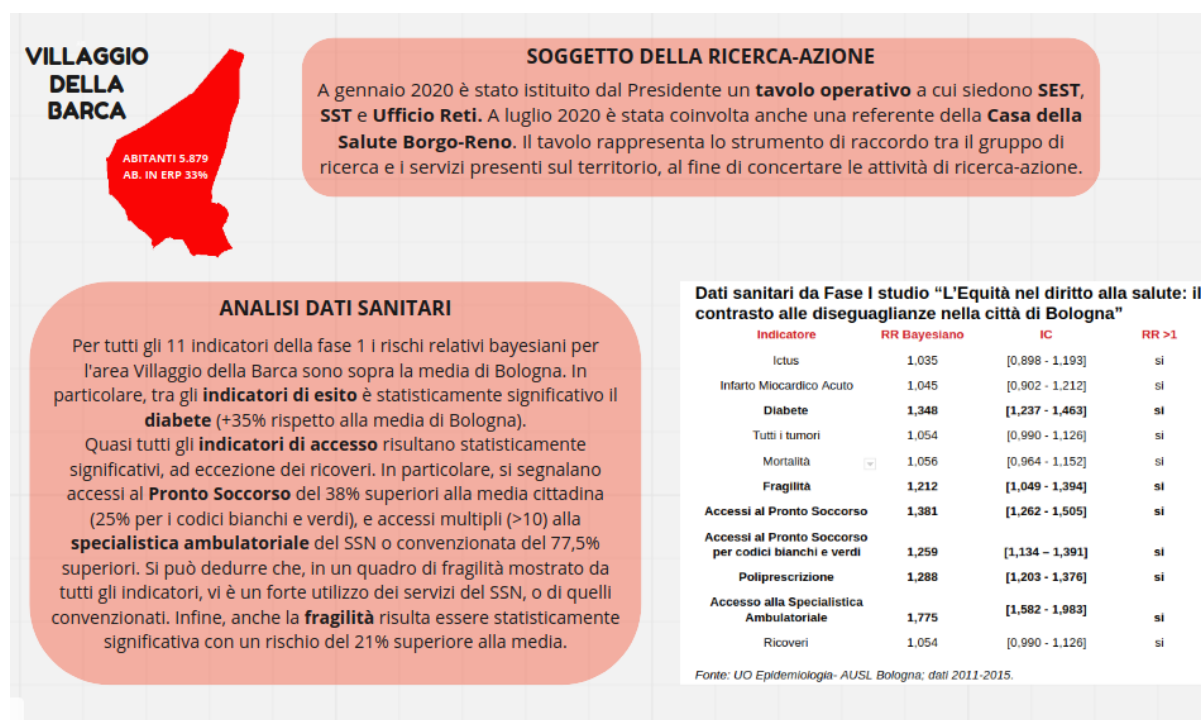 VILLAGGIO
DELLA
BARCA
ABITANTI 5.879
AB. IN ERP 33%
SOGGETTO DELLA RICERCA-AZIONE
A gennaio 2020 è stato istituito dal Presidente un tavolo operativo a cui siedono SEST,
SST e Ufficio Reti. A luglio 2020 è stata coinvolta anche una referente della Casa della
Salute Borgo-Reno. Il tavolo rappresenta lo strumento di raccordo tra il gruppo di
ricerca e i servizi presenti sul territorio, al fine di concertare le attività di ricerca-azione.
ANALISI DATI SANITARI
Per tutti gli 11 indicatori della fase 1 i rischi relativi bayesiani per
l'area Villaggio della Barca sono sopra la media di Bologna. In
particolare, tra gli indicatori di esito è statisticamente significativo il
diabete (+35% rispetto alla media di Bologna).
Quasi tutti gli indicatori di accesso risultano statisticamente
significativi, ad eccezione dei ricoveri. In particolare, si segnalano
accessi al Pronto Soccorso del 38% superiori alla media cittadina
(25% per i codici bianchi e verdi), e accessi multipli (>10) alla
specialistica ambulatoriale del SSN o convenzionata del 77,5%
superiori. Si può dedurre che, in un quadro di fragilità mostrato da
tutti gli indicatori, vi è un forte utilizzo dei servizi del SSN, o di quelli
convenzionati. Infine, anche la fragilità risulta essere statisticamente
significativa con un rischio del 21% superiore alla media.
Dati sanitari da Fase I studio “L’Equità nel diritto alla salute: il
contrasto alle diseguaglianze nella città di Bologna”
Indicatore RR Bayesiano IC RR >1
Ictus 1,035 [0,898 - 1,193] si
Infarto Miocardico Acuto 1,045 [0,902 - 1,212] si
Diabete 1,348 [1,237 - 1,463] si
Tutti i tumori 1,054 [0,990 - 1,126] si
Mortalità 1,056 [0,964 - 1,152] si
Fragilità 1,212 [1,049 - 1,394] si
Accessi al Pronto Soccorso 1,381 [1,262 - 1,505] si
Accessi al Pronto Soccorso
per codici bianchi e verdi 1,259 [1,134 – 1,391] si
Poliprescrizione 1,288 [1,203 - 1,376] si
Accesso alla Specialistica
Ambulatoriale 1,775 [1,582 - 1,983] si
Ricoveri 1,054 [0,990 - 1,126] si
Fonte: UO Epidemiologia- AUSL Bologna; dati 2011-2015.